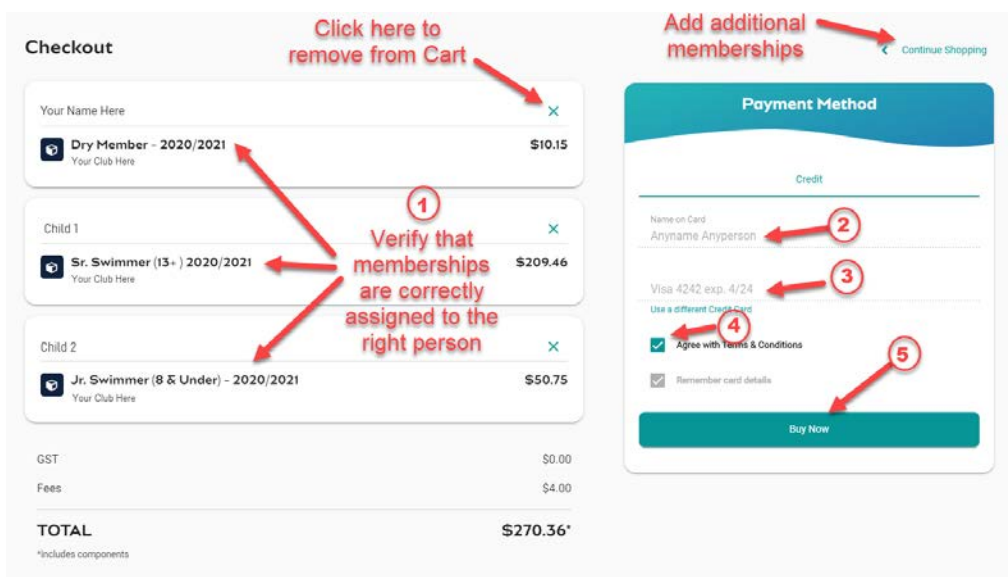 Checkout
Click here to
remove from Cart
Add additional
memberships
Continue Shopping
Your Name Here
Dry Member - 2020/2021
$10.15
Your Club Here
Child 1
Sr. Swimmer (13+ ) 2020/2021
$209.46
Your Club Here
Child 2
Jr. Swimmer (8 & Under) - 2020/2021
$50.75
Your Club Here
1
Verify that
memberships
are correctly
assigned to the
right person
GST
$0.00
Fees
$4.00
TOTAL
$270.36*
*includes components
Payment Method
Credit
Name on Card
Anyname Anyperson
2
Visa 4242 exp. 4/24
3
Use a different Credit Card
4
Agree with Terms & Conditions
Remember card details
5
Buy Now